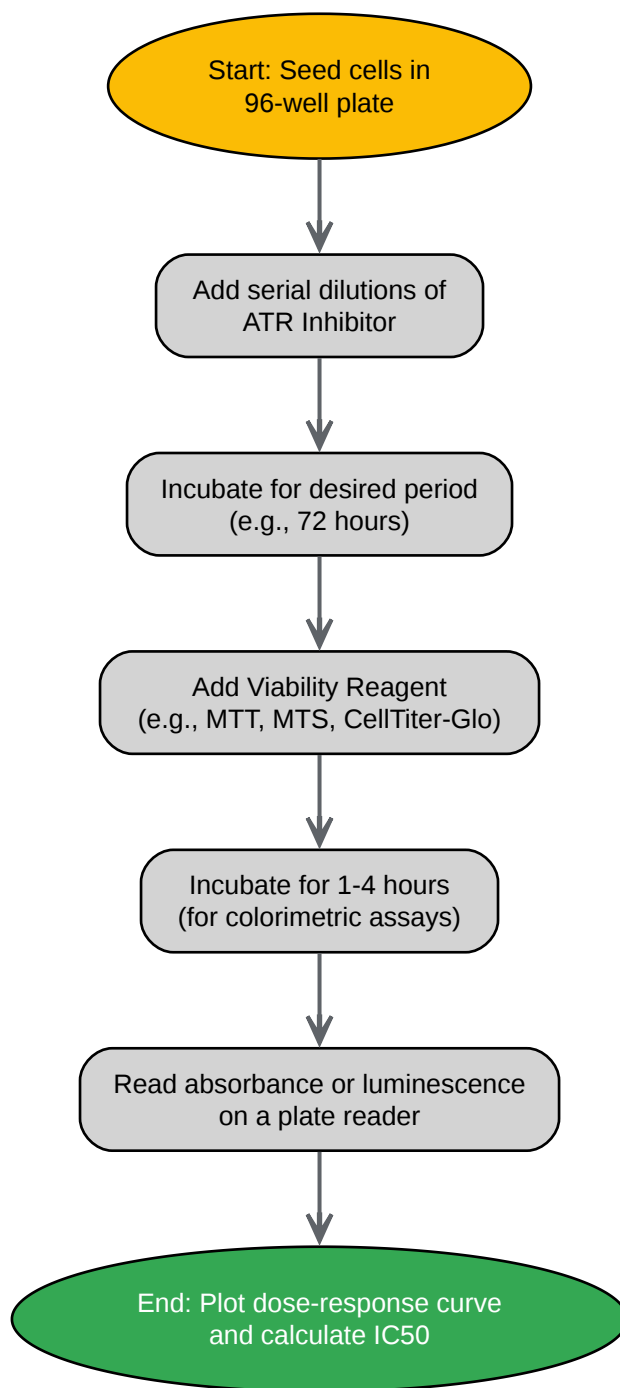 Start: Seed cells in
96-well plate
Add serial dilutions of
ATR Inhibitor
Incubate for desired period
(e.g., 72 hours)
Add Viability Reagent
(e.g., MTT, MTS, CellTiter-Glo)
Incubate for 1-4 hours
(for colorimetric assays)
Read absorbance or luminescence
on a plate reader
End: Plot dose-response curve
and calculate IC50